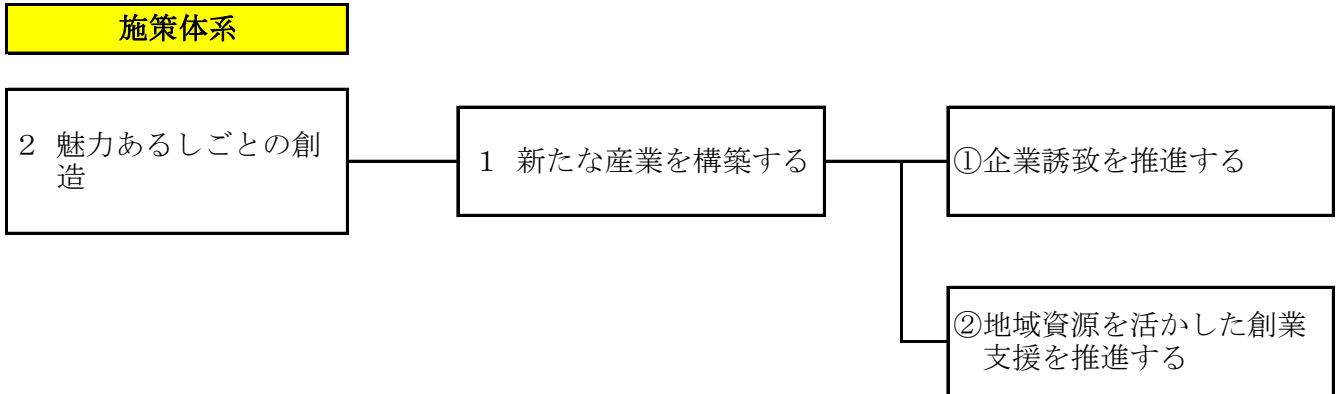 施策体系
2 魅力あるしごとの創
造
1 新たな産業を構築する
①企業誘致を推進する
②地域資源を活かした創業
支援を推進する